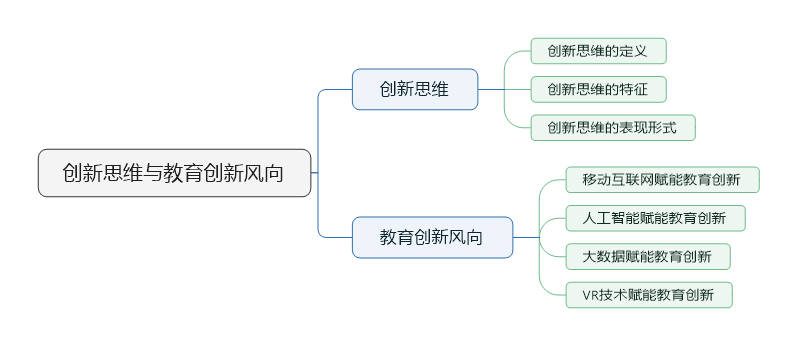 创新思维与教育创新风向
创新思维
创新思维的定义
创新思维的特征
创新思维的表现形式
教育创新风向
移动互联网赋能教育创新
人工智能赋能教育创新
大数据赋能教育创新
VR技术赋能教育创新